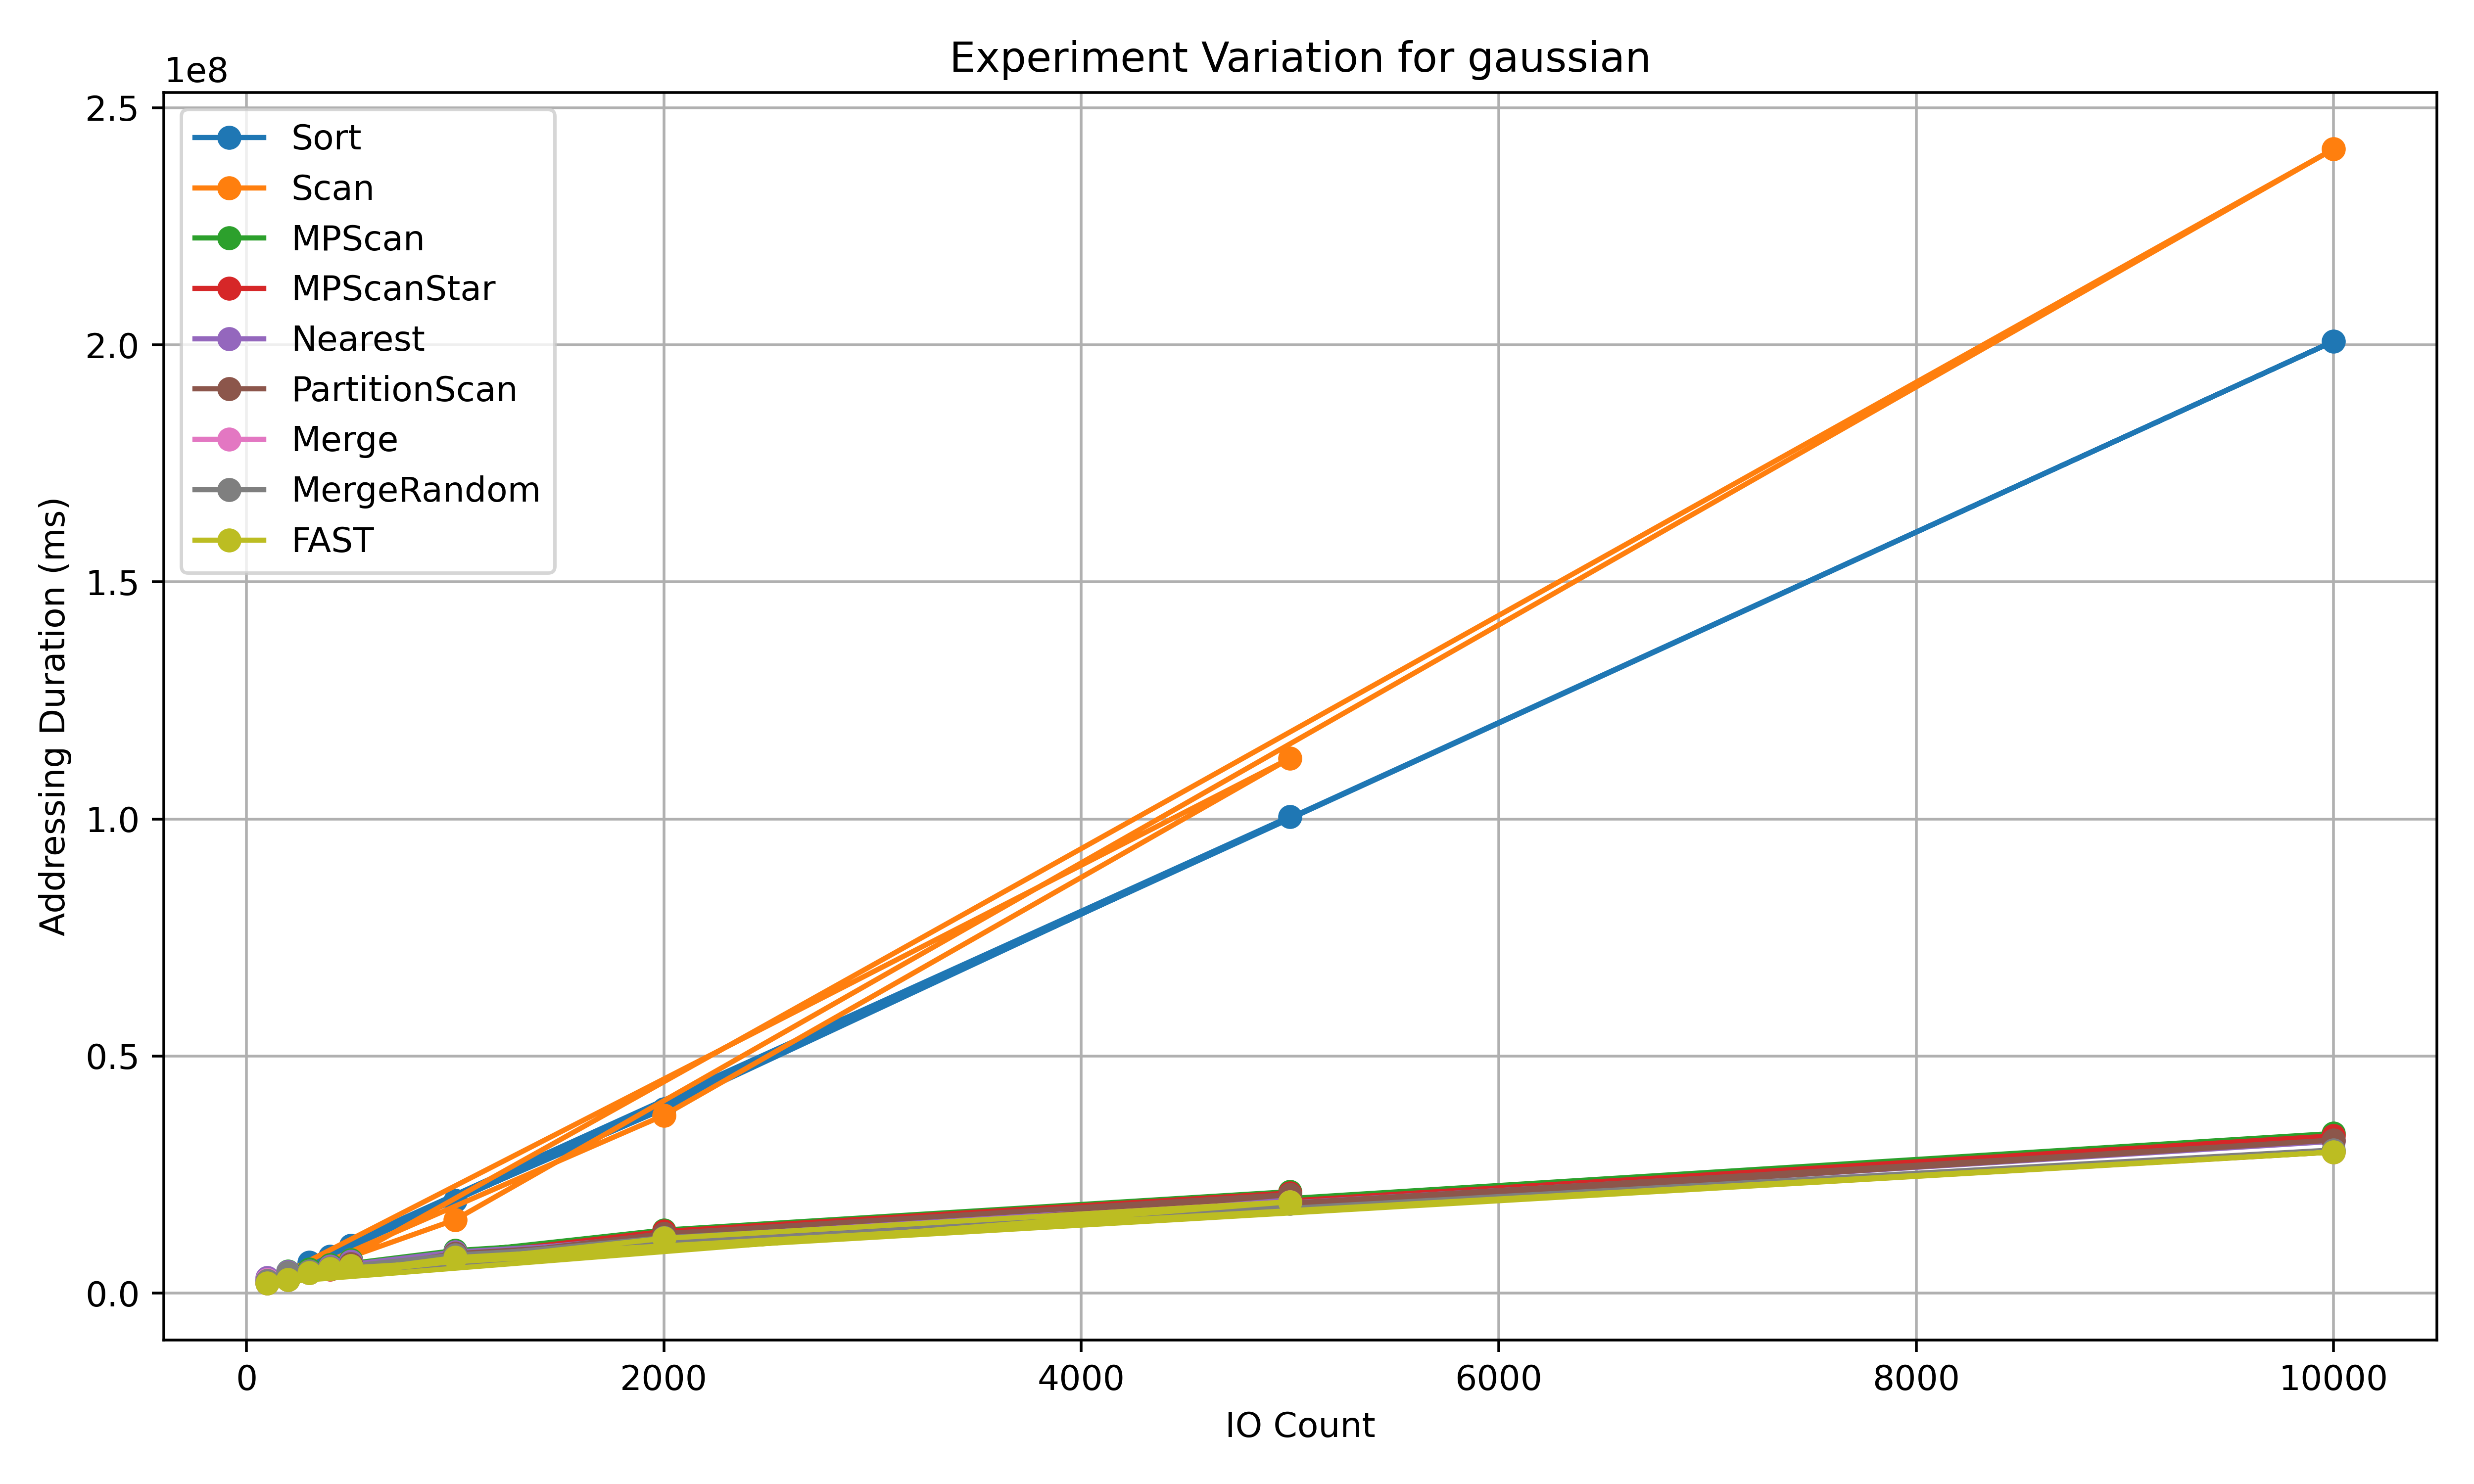 Experiment Variation for gaussian
1e8
2.5
2.0
1.5
1.0
0.5
0.0
Addressing Duration (ms)
Sort
Scan
MPScan
MPScanStar
Nearest
PartitionScan
Merge
MergeRandom
FAST
0 2000 4000 6000 8000 10000
IO Count